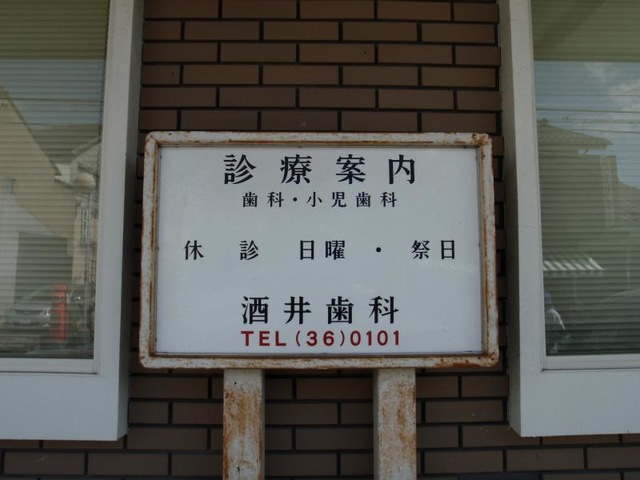 診療案内
歯科・小児歯科
休診 日曜・祭日
酒井歯科
TEL(36)0101